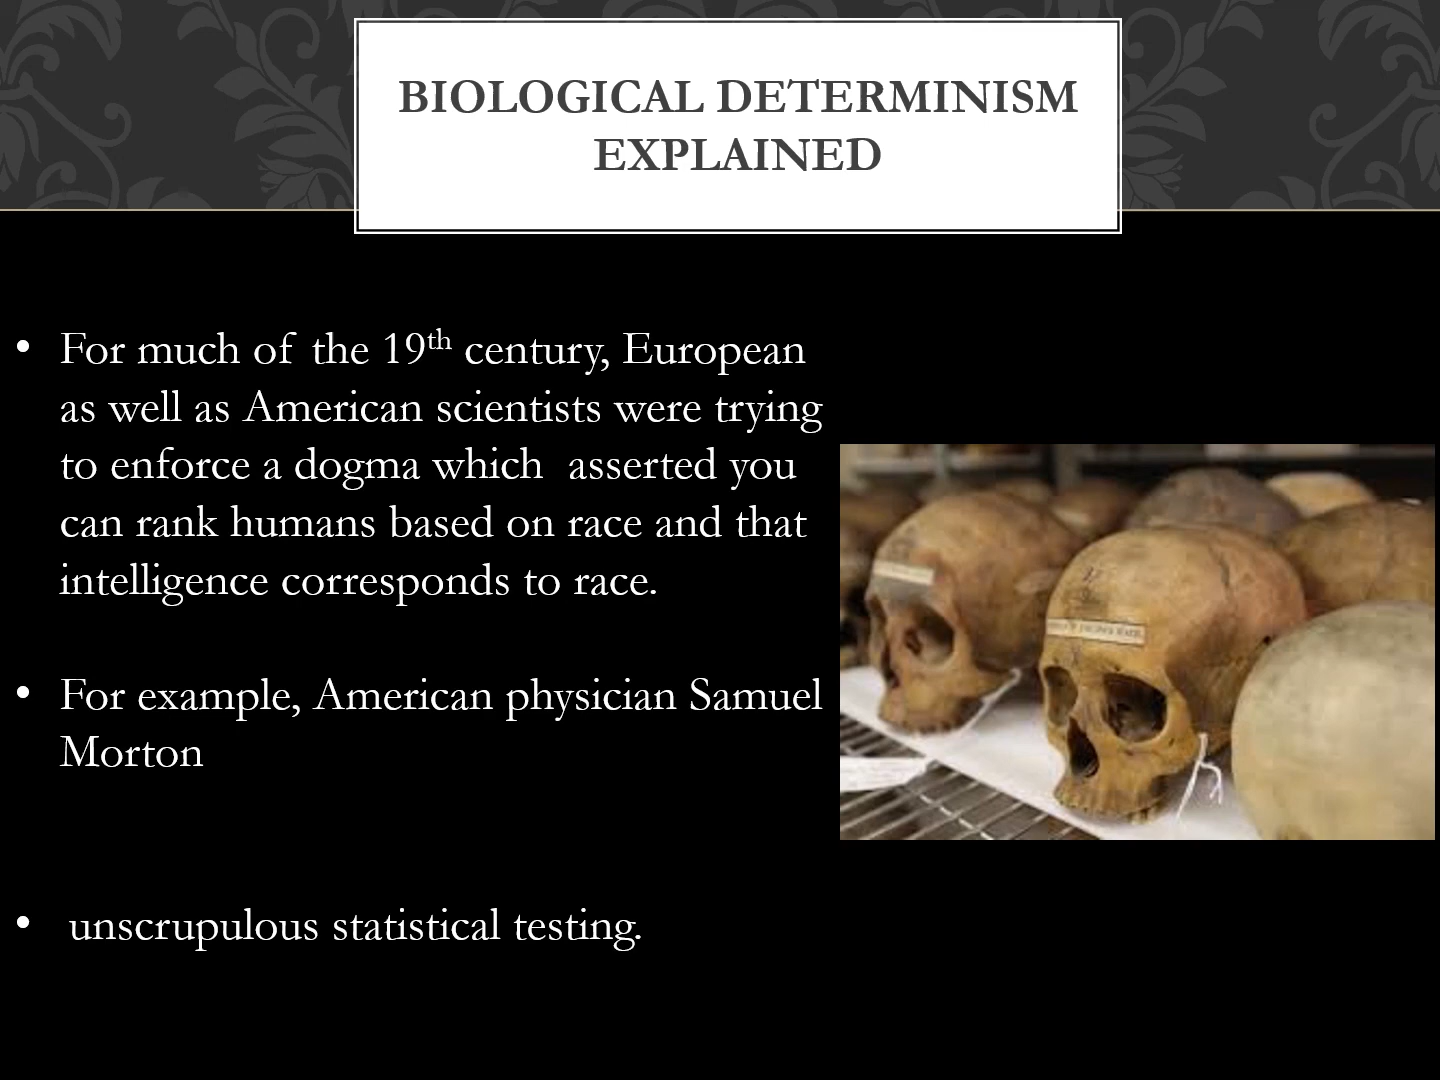 BIOLOGICAL DETERMINISM
EXPLAINED
• For much of the 19th century, European
as well as American scientists were trying
to enforce a dogma which  asserted you
can rank humans based on race and that
intelligence corresponds to race.
• For example, American physician Samuel
Morton
• unscrupulous statistical testing.